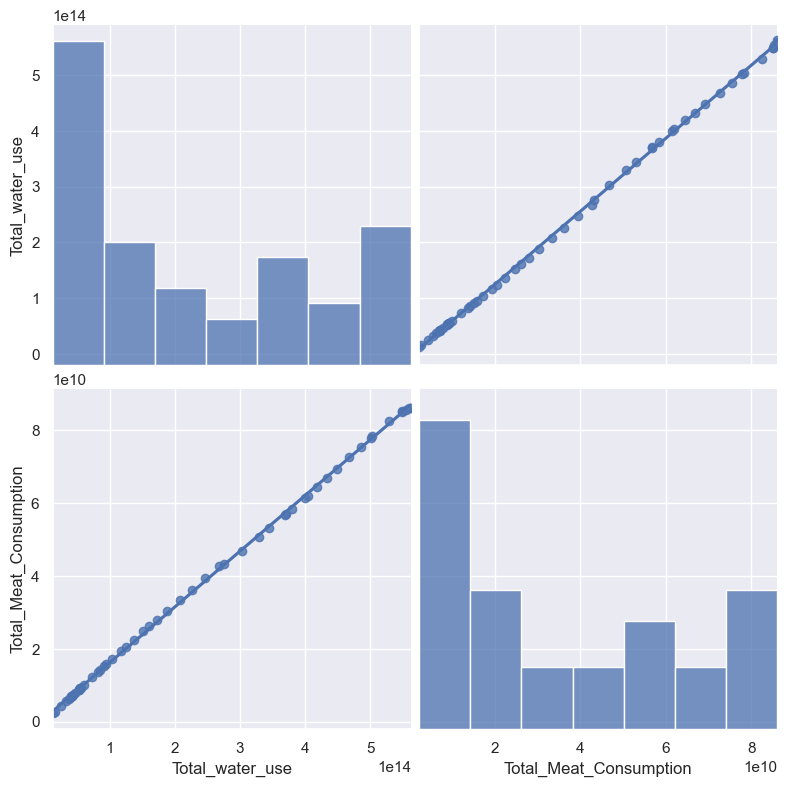 1e14
Total_water_use
5
4
3
2
1
0
1e10
Total_Meat_Consumption
8
6
4
2
0
1 2 3 4 5
1e14
Total_water_use
2 4 6 8
1e10
Total_Meat_Consumption